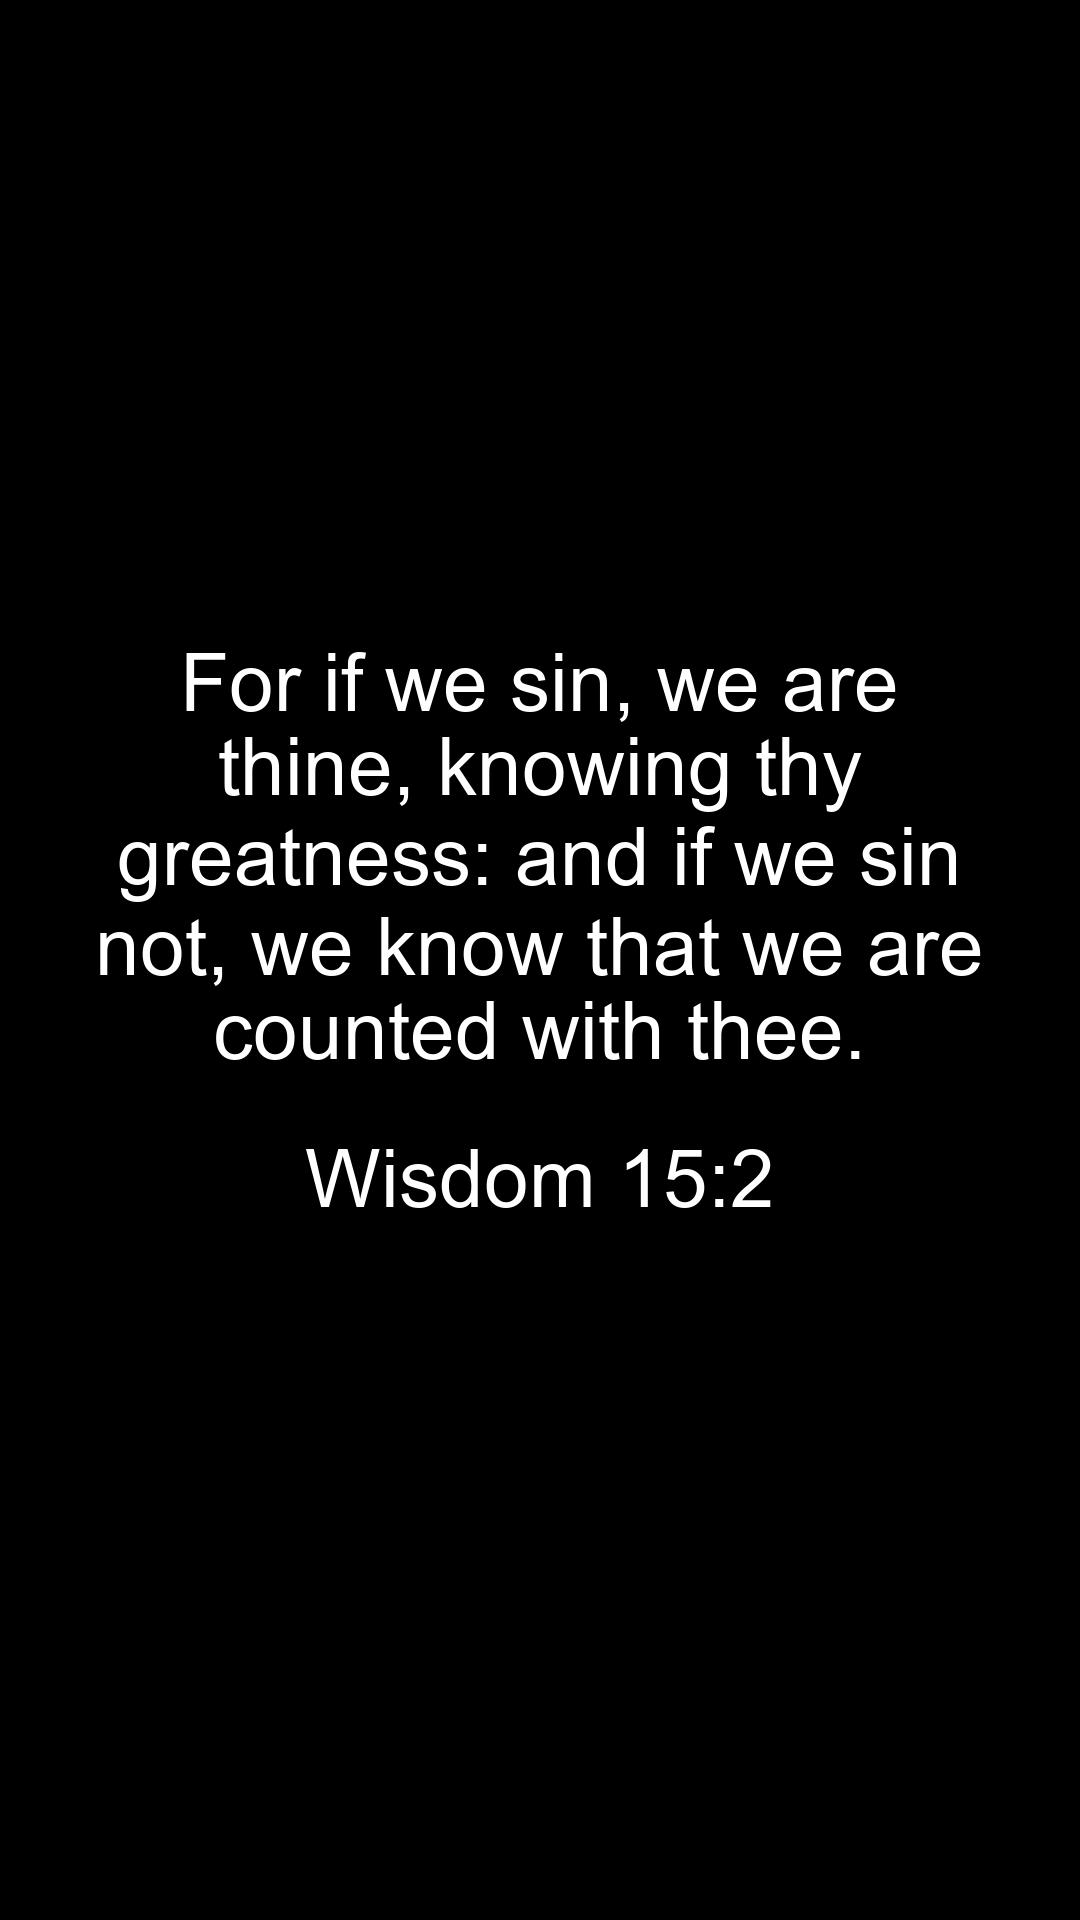 For if we sin, we are
thine, knowing thy
greatness: and if we sin
not, we know that we are
counted with thee.
Wisdom 15:2